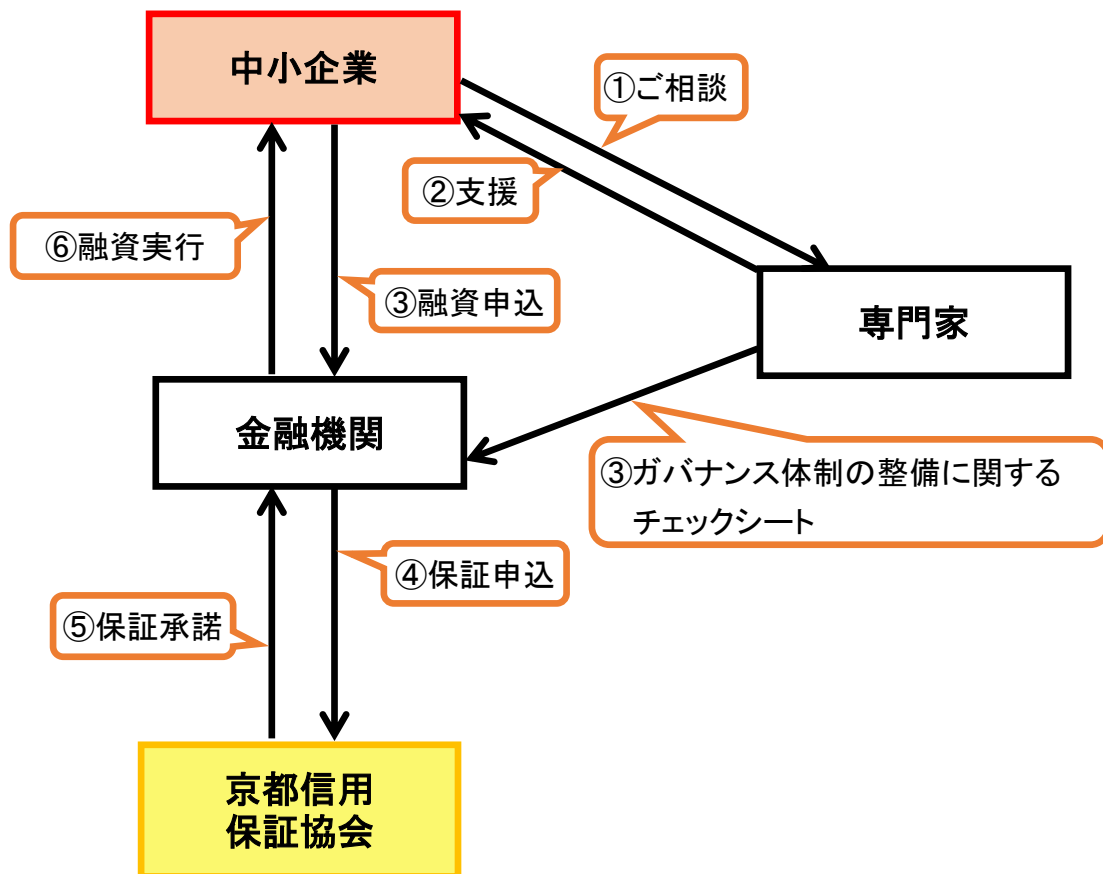 中小企業
①ご相談
②支援
⑥融資実行
③融資申込
専門家
金融機関
③ガバナンス体制の整備に関する
チェックシート
④保証申込
⑤保証承諾
京都信用
保証協会